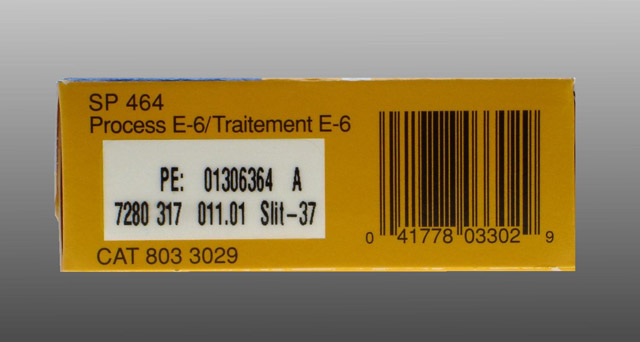 SP 464
Process E-6/Traitement E-6
PE: 01306364 A
7280 317 011.01 Slit-37
CAT 803 3029
0 41778 03302 9